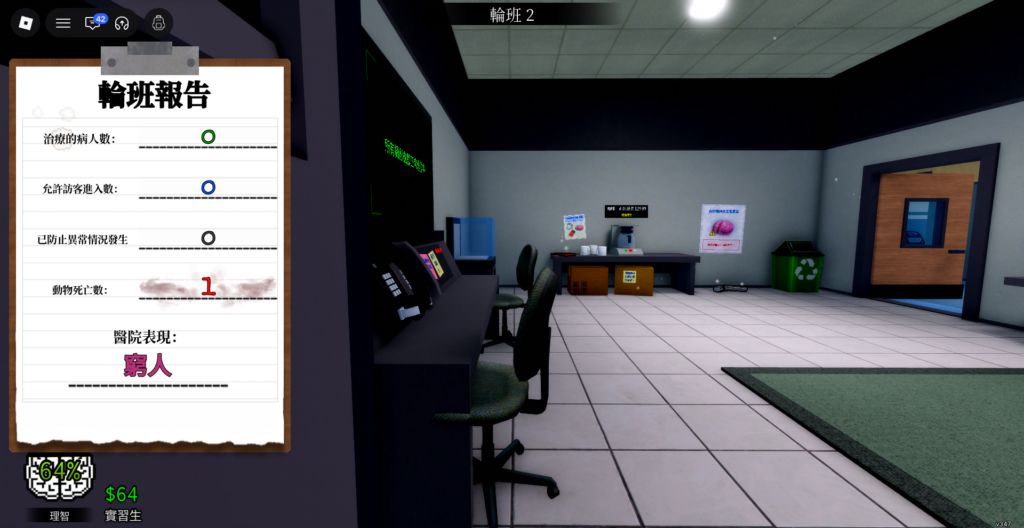 42
輪班 2
輪班報告
治療的病人數: 0
允許訪客進入數: 0
已防止異常情況發生 0
動物死亡數: 1
醫院表現:
窮人
64%
理智
$64
實習生